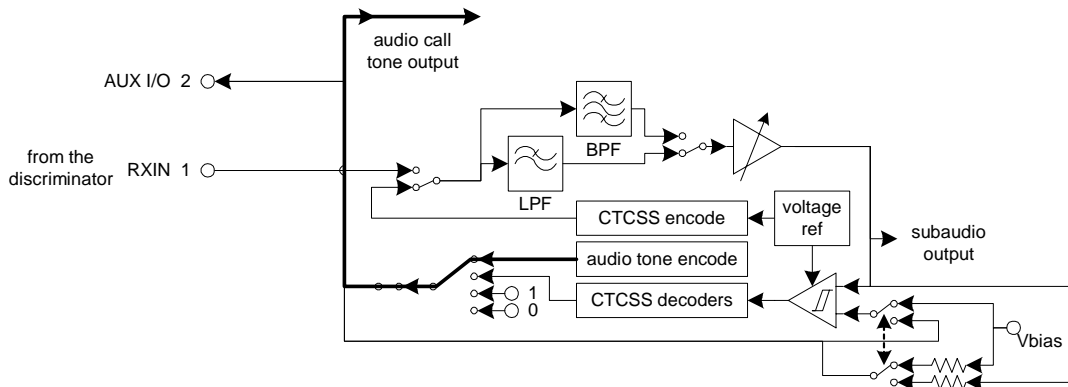 audio call
tone output
AUX I/O 2
from the
discriminator
RXIN 1
BPF
LPF
CTCSS encode
voltage
ref
subaudio
output
audio tone encode
CTCSS decoders
1
0
Vbias